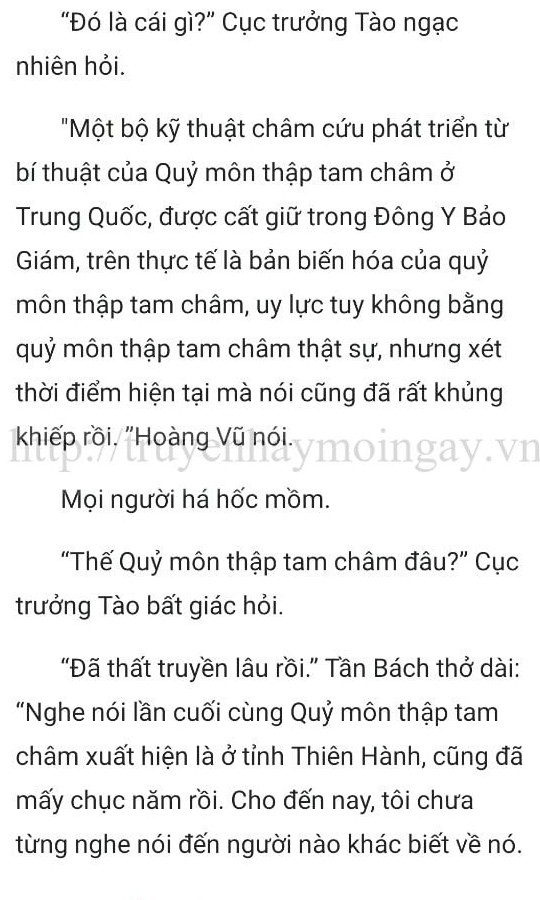 “Đó là cái gì?” Cục trưởng Tào ngạc
nhiên hỏi.
"Một bộ kỹ thuật châm cứu phát triển từ
bí thuật của Quỷ môn thập tam châm ở
Trung Quốc, được cất giữ trong Đông Y Bảo
Giám, trên thực tế là bản biến hóa của quỷ
môn thập tam châm, uy lực tuy không bằng
quỷ môn thập tam châm thật sự, nhưng xét
thời điểm hiện tại mà nói cũng đã rất khủng
khiếp rồi. ”Hoàng Vũ nói.
http://truyenhaymoingay.vn
Mọi người há hốc mồm.
“Thế Quỷ môn thập tam châm đâu?” Cục
trưởng Tào bất giác hỏi.
“Đã thất truyền lâu rồi.” Tần Bách thở dài:
“Nghe nói lần cuối cùng Quỷ môn thập tam
châm xuất hiện là ở tỉnh Thiên Hành, cũng đã
mấy chục năm rồi. Cho đến nay, tôi chưa
từng nghe nói đến người nào khác biết về nó.